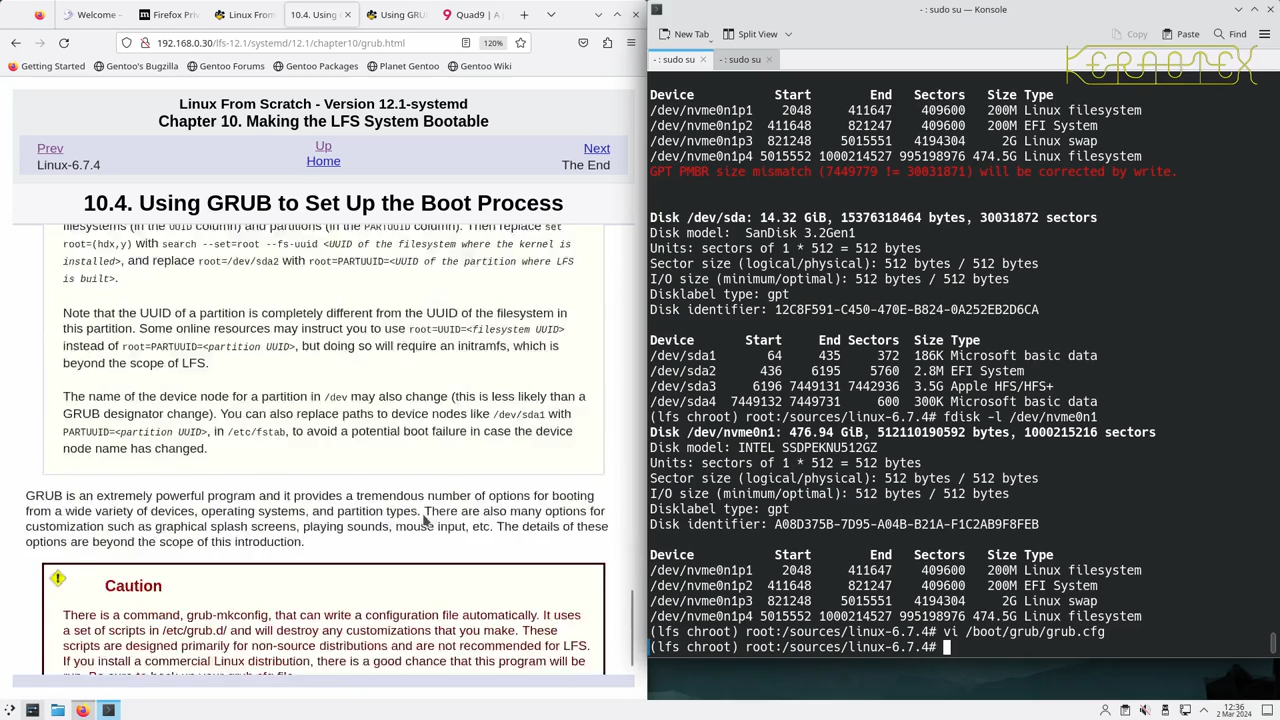 Welcome –
Firefox Priv
Linux From
10.4. Using G
Using GRU
Quad9 | A
192.168.0.30/lfs-12.1/systemd/12.1/chapter10/grub.html
120%
Getting Started
Gentoo's Bugzilla
Gentoo Forums
Gentoo Packages
Planet Gentoo
Gentoo Wiki
Linux From Scratch - Version 12.1-systemd
Chapter 10. Making the LFS System Bootable
Prev
Up
Next
Linux-6.7.4
Home
The End
10.4. Using GRUB to Set Up the Boot Process
filesystems (in the UUID column) and partitions (in the PARTUUID column). Then replace set
root=(hdx,y) with search --set=root --fs-uuid <UUID of the filesystem where the kernel is
installed>, and replace root=/dev/sda2 with root=PARTUUID=<UUID of the partition where LFS
is built>.
Note that the UUID of a partition is completely different from the UUID of the filesystem in
this partition. Some online resources may instruct you to use root=UUID=<filesystem UUID>
instead of root=PARTUUID=<partition UUID>, but doing so will require an initramfs, which is
beyond the scope of LFS.
The name of the device node for a partition in /dev may also change (this is less likely than a
GRUB designator change). You can also replace paths to device nodes like /dev/sda1 with
PARTUUID=<partition UUID>, in /etc/fstab, to avoid a potential boot failure in case the device
node name has changed.
GRUB is an extremely powerful program and it provides a tremendous number of options for booting
from a wide variety of devices, operating systems, and partition types. There are also many options for
customization such as graphical splash screens, playing sounds, mouse input, etc. The details of these
options are beyond the scope of this introduction.
Caution
There is a command, grub-mkconfig, that can write a configuration file automatically. It uses
a set of scripts in /etc/grub.d/ and will destroy any customizations that you make. These
scripts are designed primarily for non-source distributions and are not recommended for LFS.
If you install a commercial Linux distribution, there is a good chance that this program will be
run. Be sure to back up your grub.cfg file.
- : sudo su — Konsole
New Tab
Split View
Copy
Paste
Find
- : sudo su
- : sudo su
KERNOTEX
Device Start End Sectors Size Type
/dev/nvme0n1p1 2048 411647 409600 200M Linux filesystem
/dev/nvme0n1p2 411648 821247 409600 200M EFI System
/dev/nvme0n1p3 821248 5015551 4194304 2G Linux swap
/dev/nvme0n1p4 5015552 1000214527 995198976 474.5G Linux filesystem
GPT PMBR size mismatch (7449779 != 30031871) will be corrected by write.
Disk /dev/sda: 14.32 GiB, 15376318464 bytes, 30031872 sectors
Disk model:  SanDisk 3.2Gen1
Units: sectors of 1 * 512 = 512 bytes
Sector size (logical/physical): 512 bytes / 512 bytes
I/O size (minimum/optimal): 512 bytes / 512 bytes
Disklabel type: gpt
Disk identifier: 12C8F591-C450-470E-B824-0A252EB2D6CA
Device Start End Sectors Size Type
/dev/sda1 64 435 372 186K Microsoft basic data
/dev/sda2 436 6195 5760 2.8M EFI System
/dev/sda3 6196 7449131 7442936 3.5G Apple HFS/HFS+
/dev/sda4 7449132 7449731 600 300K Microsoft basic data
(lfs chroot) root:/sources/linux-6.7.4# fdisk -l /dev/nvme0n1
Disk /dev/nvme0n1: 476.94 GiB, 512110190592 bytes, 1000215216 sectors
Disk model: INTEL SSDPEKNU512GZ
Units: sectors of 1 * 512 = 512 bytes
Sector size (logical/physical): 512 bytes / 512 bytes
I/O size (minimum/optimal): 512 bytes / 512 bytes
Disklabel type: gpt
Disk identifier: A08D375B-7D95-A04B-B21A-F1C2AB9F8FEB
Device Start End Sectors Size Type
/dev/nvme0n1p1 2048 411647 409600 200M Linux filesystem
/dev/nvme0n1p2 411648 821247 409600 200M EFI System
/dev/nvme0n1p3 821248 5015551 4194304 2G Linux swap
/dev/nvme0n1p4 5015552 1000214527 995198976 474.5G Linux filesystem
(lfs chroot) root:/sources/linux-6.7.4# vi /boot/grub/grub.cfg
(lfs chroot) root:/sources/linux-6.7.4#
12:36
2 Mar 2024